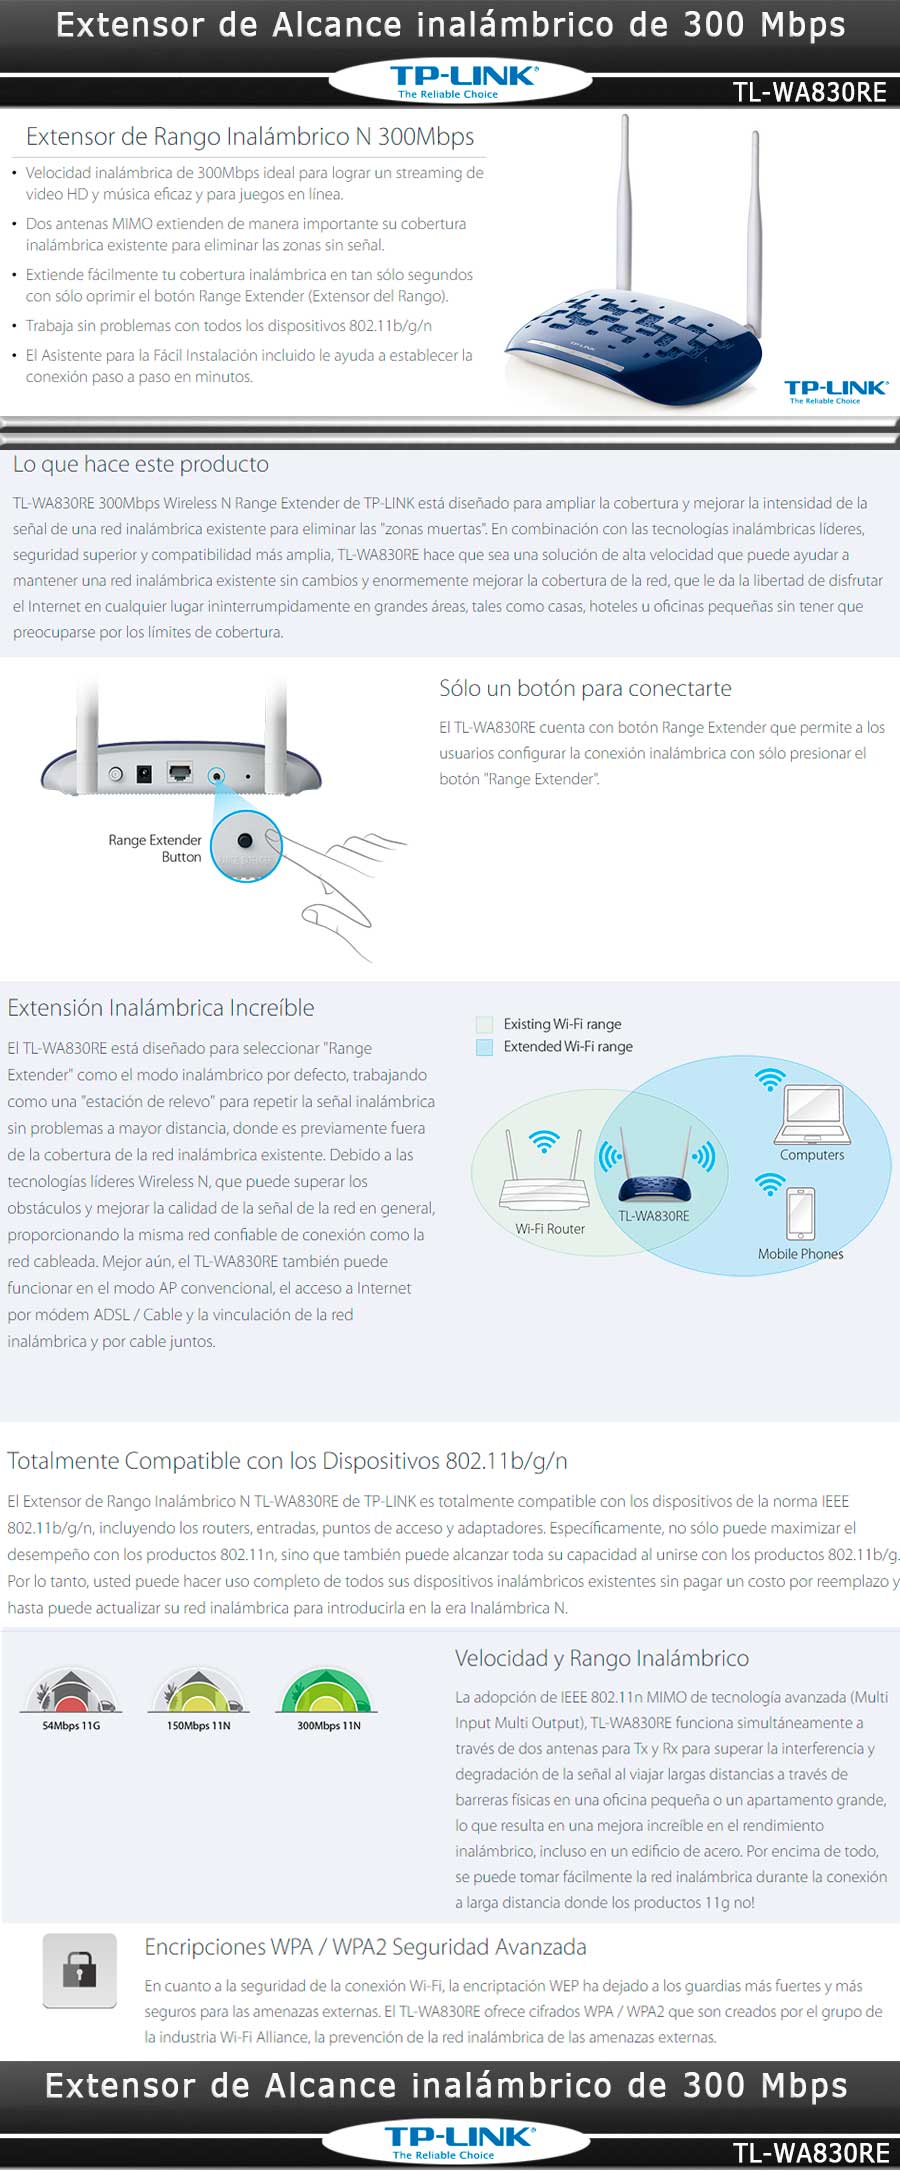 Extensor de Alcance inalámbrico de 300 Mbps
TP-LINK®
The Reliable Choice
TL-WA830RE
Extensor de Rango Inalámbrico N 300Mbps
• Velocidad inalámbrica de 300Mbps ideal para lograr un streaming de
video HD y música eficaz y para juegos en línea.
• Dos antenas MIMO extienden de manera importante su cobertura
inalámbrica existente para eliminar las zonas sin señal.
• Extiende fácilmente tu cobertura inalámbrica en tan sólo segundos
con sólo oprimir el botón Range Extender (Extensor del Rango).
• Trabaja sin problemas con todos los dispositivos 802.11b/g/n
• El Asistente para la Fácil Instalación incluido le ayuda a establecer la
conexión paso a paso en minutos.
TP-LINK
TP-LINK®
The Reliable Choice
Lo que hace este producto
TL-WA830RE 300Mbps Wireless N Range Extender de TP-LINK está diseñado para ampliar la cobertura y mejorar la intensidad de la
señal de una red inalámbrica existente para eliminar las "zonas muertas". En combinación con las tecnologías inalámbricas líderes,
seguridad superior y compatibilidad más amplia, TL-WA830RE hace que sea una solución de alta velocidad que puede ayudar a
mantener una red inalámbrica existente sin cambios y enormemente mejorar la cobertura de la red, que le da la libertad de disfrutar
el Internet en cualquier lugar ininterrumpidamente en grandes áreas, tales como casas, hoteles u oficinas pequeñas sin tener que
preocuparse por los límites de cobertura.
Sólo un botón para conectarte
El TL-WA830RE cuenta con botón Range Extender que permite a los
usuarios configurar la conexión inalámbrica con sólo presionar el
botón "Range Extender".
Range Extender
Button
RANGE EXTENDER
Extensión Inalámbrica Increíble
El TL-WA830RE está diseñado para seleccionar "Range
Extender" como el modo inalámbrico por defecto, trabajando
como una "estación de relevo" para repetir la señal inalámbrica
sin problemas a mayor distancia, donde es previamente fuera
de la cobertura de la red inalámbrica existente. Debido a las
tecnologías líderes Wireless N, que puede superar los
obstáculos y mejorar la calidad de la señal de la red en general,
proporcionando la misma red confiable de conexión como la
red cableada. Mejor aún, el TL-WA830RE también puede
funcionar en el modo AP convencional, el acceso a Internet
por módem ADSL / Cable y la vinculación de la red
inalámbrica y por cable juntos.
Existing Wi-Fi range
Extended Wi-Fi range
Computers
Wi-Fi Router
TL-WA830RE
Mobile Phones
Totalmente Compatible con los Dispositivos 802.11b/g/n
El Extensor de Rango Inalámbrico N TL-WA830RE de TP-LINK es totalmente compatible con los dispositivos de la norma IEEE
802.11b/g/n, incluyendo los routers, entradas, puntos de acceso y adaptadores. Específicamente, no sólo puede maximizar el
desempeño con los productos 802.11n, sino que también puede alcanzar toda su capacidad al unirse con los productos 802.11b/g.
Por lo tanto, usted puede hacer uso completo de todos sus dispositivos inalámbricos existentes sin pagar un costo por reemplazo y
hasta puede actualizar su red inalámbrica para introducirla en la era Inalámbrica N.
54Mbps 11G
150Mbps 11N
300Mbps 11N
Velocidad y Rango Inalámbrico
La adopción de IEEE 802.11n MIMO de tecnología avanzada (Multi
Input Multi Output), TL-WA830RE funciona simultáneamente a
través de dos antenas para Tx y Rx para superar la interferencia y
degradación de la señal al viajar largas distancias a través de
barreras físicas en una oficina pequeña o un apartamento grande,
lo que resulta en una mejora increíble en el rendimiento
inalámbrico, incluso en un edificio de acero. Por encima de todo,
se puede tomar fácilmente la red inalámbrica durante la conexión
a larga distancia donde los productos 11g no!
Encripciones WPA / WPA2 Seguridad Avanzada
En cuanto a la seguridad de la conexión Wi-Fi, la encriptación WEP ha dejado a los guardias más fuertes y más
seguros para las amenazas externas. El TL-WA830RE ofrece cifrados WPA / WPA2 que son creados por el grupo de
la industria Wi-Fi Alliance, la prevención de la red inalámbrica de las amenazas externas.
Extensor de Alcance inalámbrico de 300 Mbps
TP-LINK®
The Reliable Choice
TL-WA830RE